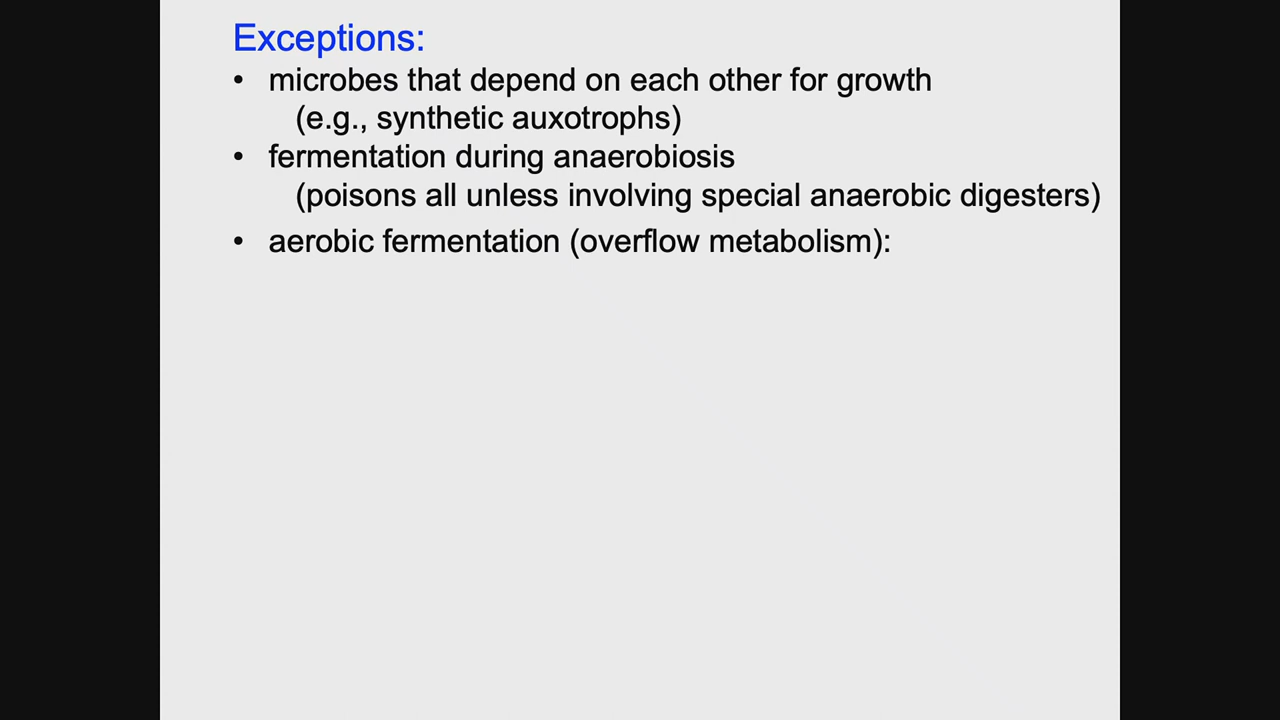 Exceptions:
• microbes that depend on each other for growth
(e.g., synthetic auxotrophs)
• fermentation during anaerobiosis
(poisons all unless involving special anaerobic digesters)
• aerobic fermentation (overflow metabolism):